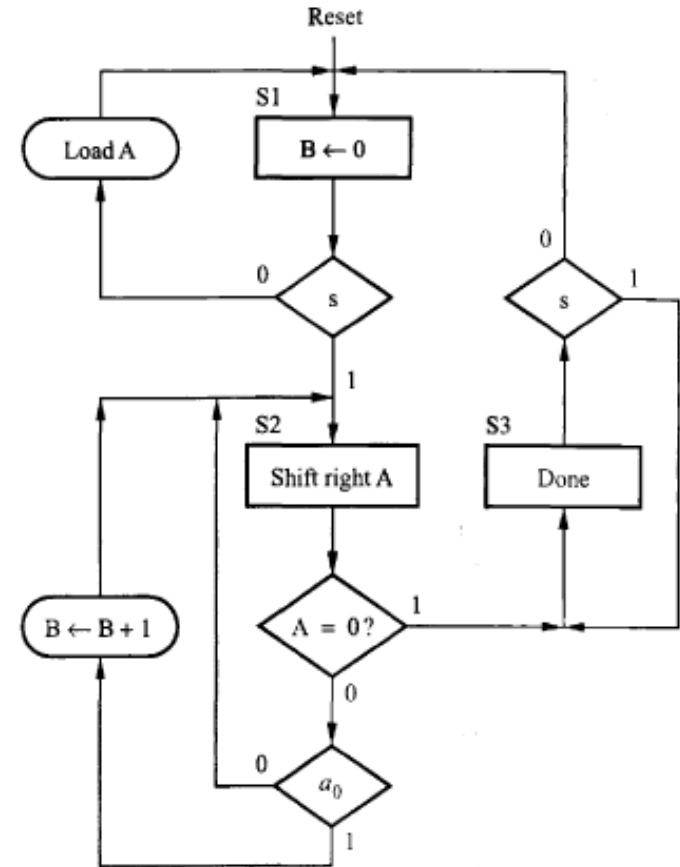 Reset
S1
Load A
B ← 0
0
s
1
0
s
1
S2
Shift right A
S3
Done
B ← B + 1
A = 0 ?
1
0
0
a₀
1